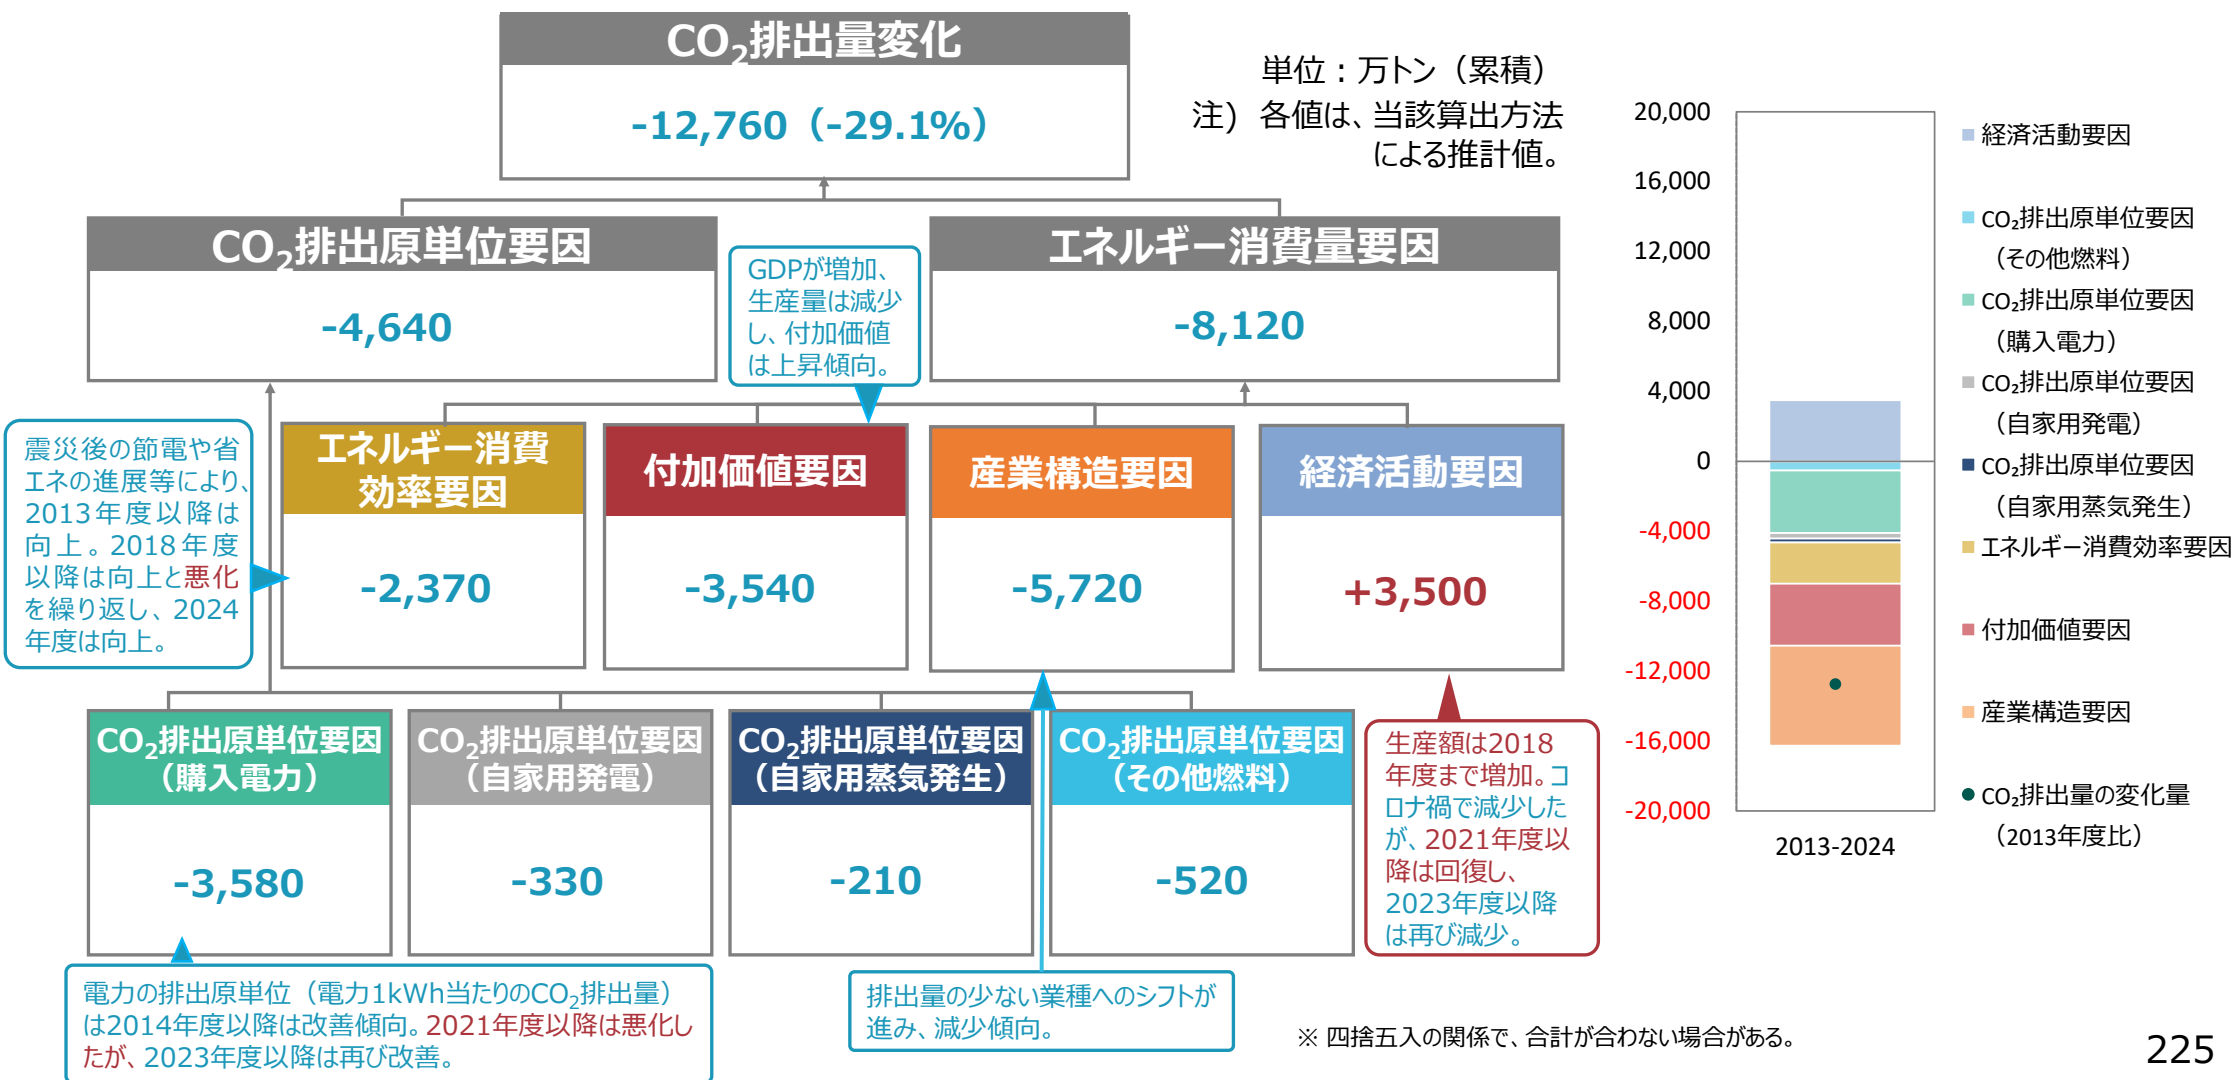 CO₂排出量変化
-12,760（-29.1%）
単位：万トン（累積）
注) 各値は、当該算出方法
による推計値。
CO₂排出原単位要因
-4,640
エネルギー消費量要因
-8,120
GDPが増加、
生産量は減少
し、付加価値
は上昇傾向。
震災後の節電や省
エネの進展等により、
2013年度以降は
向上。2018年度
以降は向上と悪化
を繰り返し、2024
年度は向上。
エネルギー消費
効率要因
-2,370
付加価値要因
-3,540
産業構造要因
-5,720
経済活動要因
+3,500
CO₂排出原単位要因
（購入電力）
-3,580
CO₂排出原単位要因
（自家用発電）
-330
CO₂排出原単位要因
（自家用蒸気発生）
-210
CO₂排出原単位要因
（その他燃料）
-520
生産額は2018
年度まで増加。コ
ロナ禍で減少した
が、2021年度以
降は回復し、
2023年度以降
は再び減少。
電力の排出原単位（電力1kWh当たりのCO₂排出量）
は2014年度以降は改善傾向。2021年度以降は悪化し
たが、2023年度以降は再び改善。
排出量の少ない業種へのシフトが
進み、減少傾向。
20,000
16,000
12,000
8,000
4,000
0
-4,000
-8,000
-12,000
-16,000
-20,000
2013-2024
経済活動要因
CO₂排出原単位要因
（その他燃料）
CO₂排出原単位要因
（購入電力）
CO₂排出原単位要因
（自家用発電）
CO₂排出原単位要因
（自家用蒸気発生）
エネルギー消費効率要因
付加価値要因
産業構造要因
CO₂排出量の変化量
（2013年度比）
※ 四捨五入の関係で、合計が合わない場合がある。
225